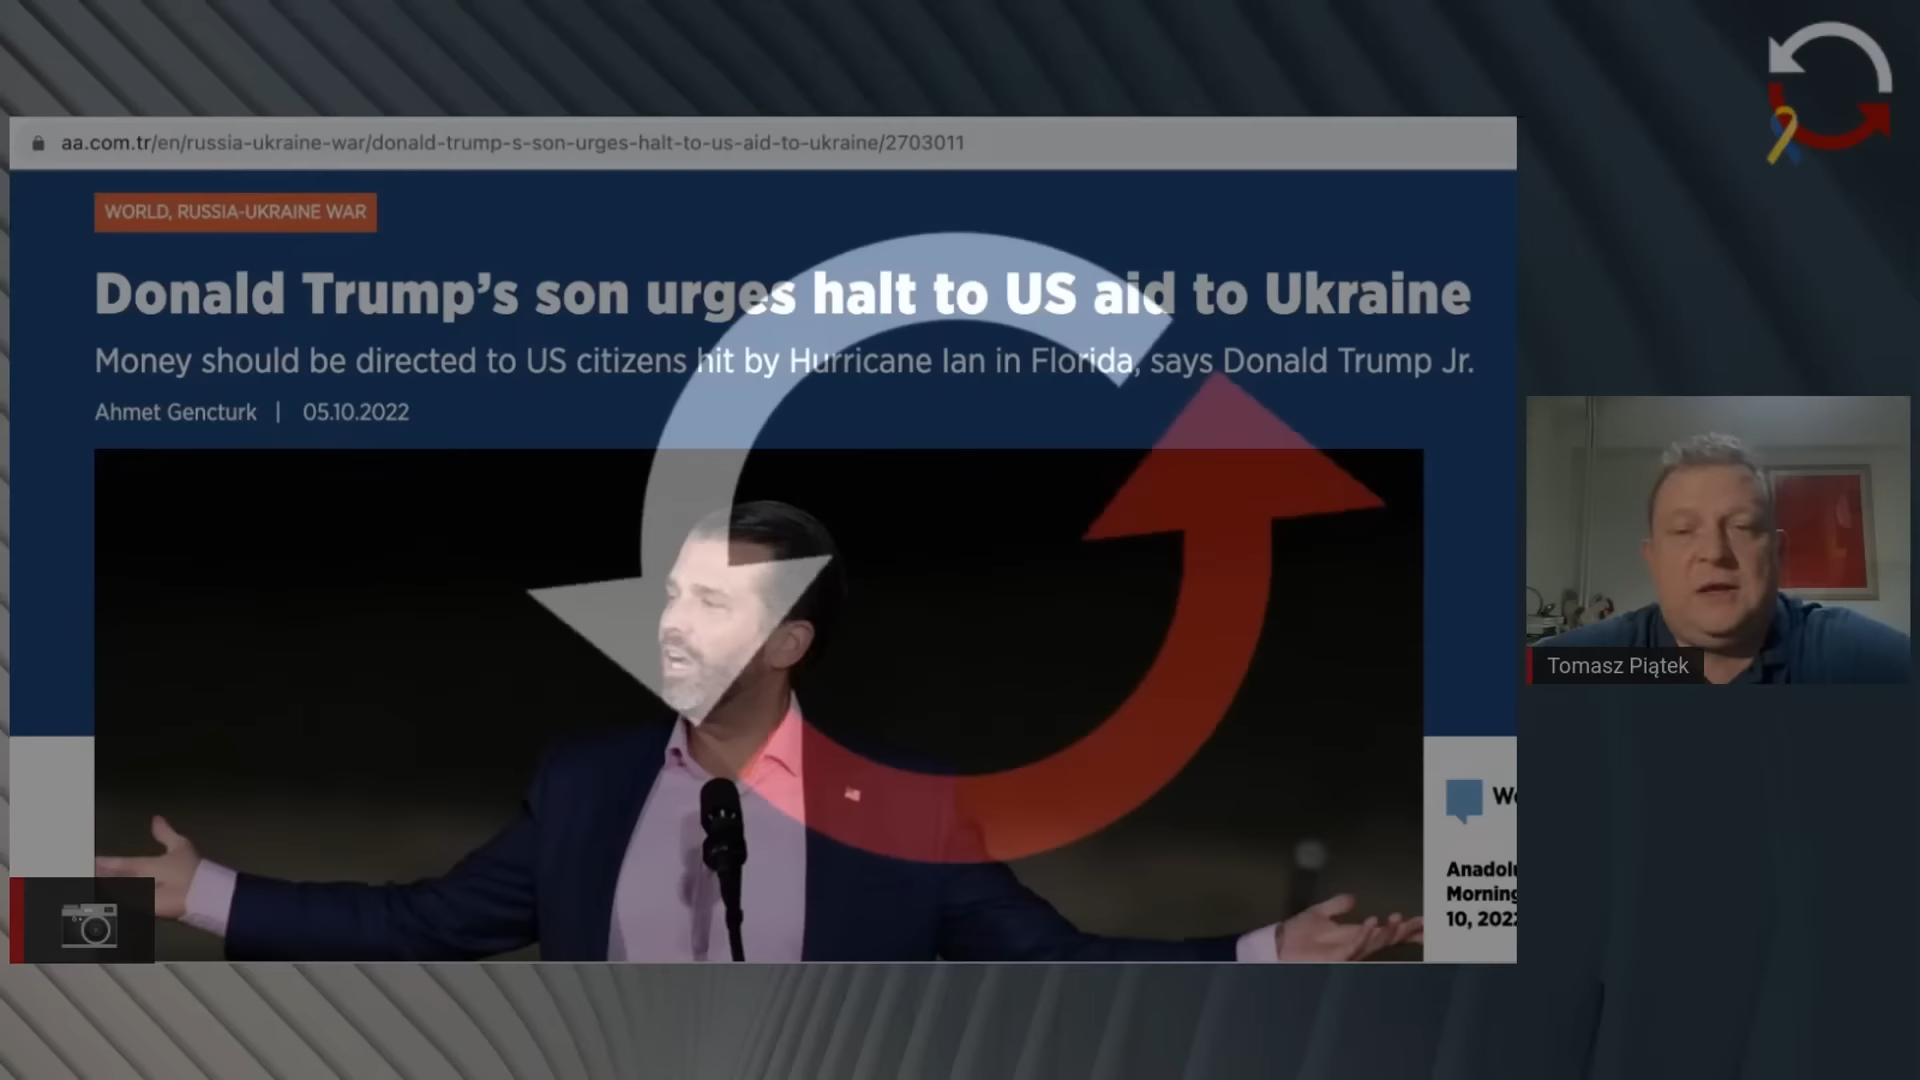 aa.com.tr/en/russia-ukraine-war/donald-trump-s-son-urges-halt-to-us-aid-to-ukraine/2703011
WORLD, RUSSIA-UKRAINE WAR
Donald Trump’s son urges halt to US aid to Ukraine
Money should be directed to US citizens hit by Hurricane Ian in Florida, says Donald Trump Jr.
Ahmet Gencturk | 05.10.2022
Tomasz Piątek
Morning